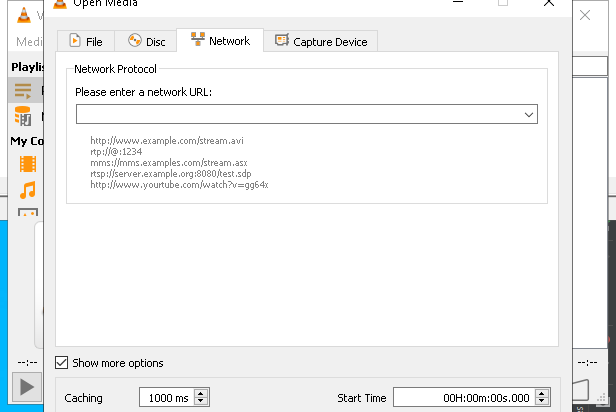 Open Media
Medi
File
Disc
Network
Capture Device
Playlis
Network Protocol
Please enter a network URL:
http://www.example.com/stream.avi
rtp://@:1234
mms://mms.examples.com/stream.asx
rtsp://server.example.org:8080/test.sdp
http://www.yourtube.com/watch?v=gg64x
My Co
--:--
Show more options
--:--
Caching
1000 ms
Start Time
00H:00m:00s.000